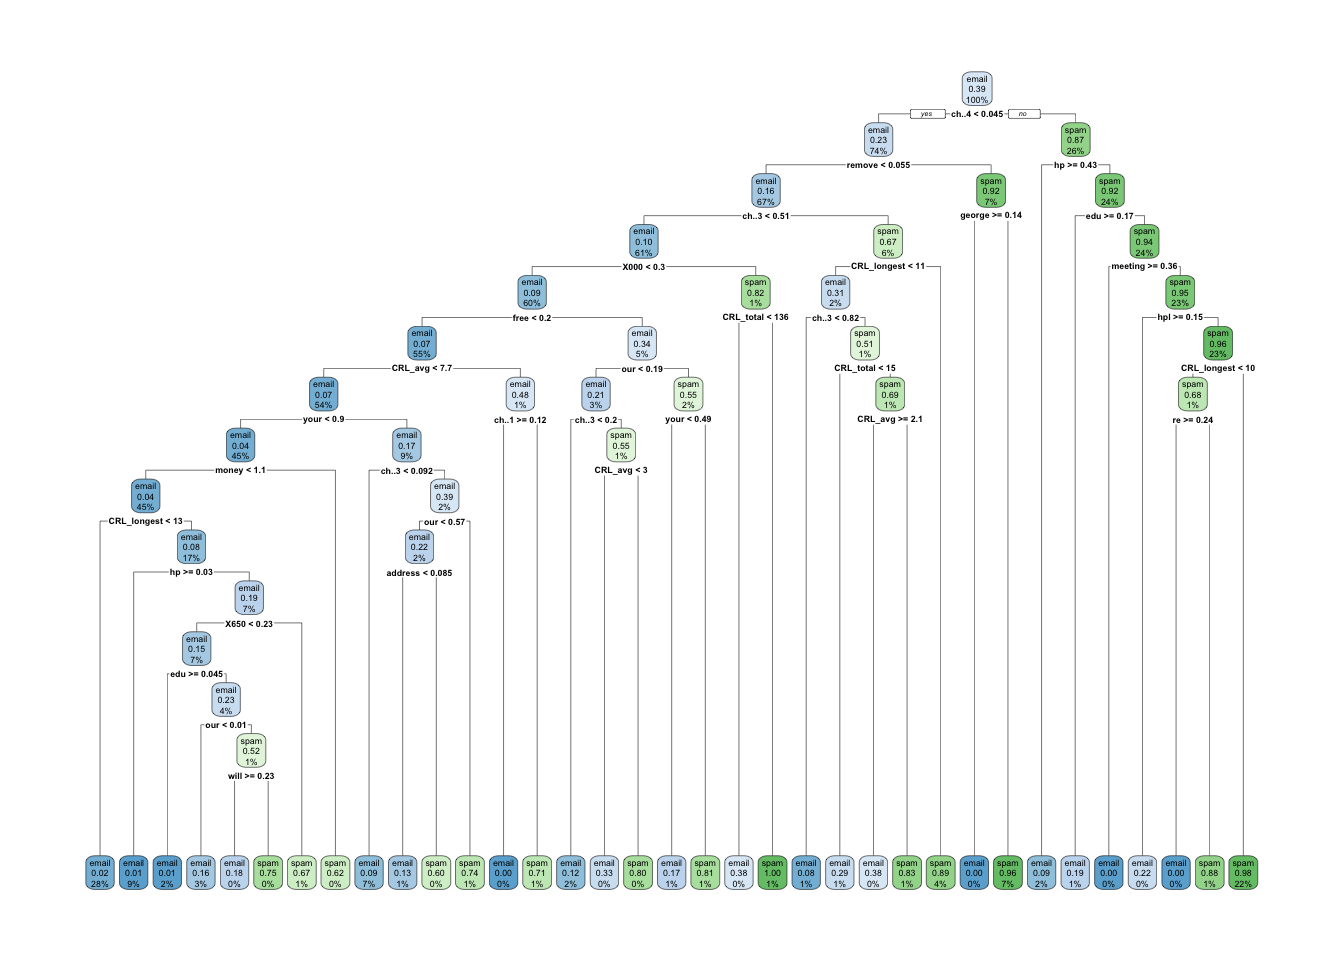 email
0.39
100%
yes
ch..4 < 0.045
no
email
0.23
74%
spam
0.87
26%
remove < 0.055
hp >= 0.43
email
0.16
67%
spam
0.92
7%
spam
0.92
24%
ch..3 < 0.51
george >= 0.14
edu >= 0.17
email
0.10
61%
spam
0.67
6%
spam
0.94
24%
X000 < 0.3
CRL_longest < 11
meeting >= 0.36
email
0.09
60%
spam
0.82
1%
email
0.31
2%
spam
0.95
23%
free < 0.2
CRL_total < 136
ch..3 < 0.82
hpl >= 0.15
email
0.07
55%
email
0.34
5%
spam
0.51
1%
spam
0.96
23%
CRL_avg < 7.7
our < 0.19
CRL_total < 15
CRL_longest < 10
email
0.07
54%
email
0.48
1%
email
0.21
3%
spam
0.55
2%
spam
0.69
1%
spam
0.68
1%
your < 0.9
ch..1 >= 0.12
ch..3 < 0.2
your < 0.49
CRL_avg >= 2.1
re >= 0.24
email
0.04
45%
email
0.17
9%
spam
0.55
1%
money < 1.1
ch..3 < 0.092
CRL_avg < 3
email
0.04
45%
email
0.39
2%
CRL_longest < 13
our < 0.57
email
0.08
17%
email
0.22
2%
hp >= 0.03
address < 0.085
email
0.19
7%
X650 < 0.23
email
0.15
7%
edu >= 0.045
email
0.23
4%
our < 0.01
spam
0.52
1%
will >= 0.23
email
0.02
28%
email
0.01
9%
email
0.01
2%
email
0.16
3%
email
0.18
0%
spam
0.75
0%
spam
0.67
1%
spam
0.62
0%
email
0.09
7%
email
0.13
1%
spam
0.60
0%
spam
0.74
1%
email
0.00
0%
spam
0.71
1%
email
0.12
2%
email
0.33
0%
spam
0.80
0%
email
0.17
1%
spam
0.81
1%
email
0.38
0%
spam
1.00
1%
email
0.08
1%
email
0.29
1%
email
0.38
0%
spam
0.83
1%
spam
0.89
4%
email
0.00
0%
spam
0.96
7%
email
0.09
2%
email
0.19
1%
email
0.00
0%
email
0.22
0%
email
0.00
0%
spam
0.88
1%
spam
0.98
22%